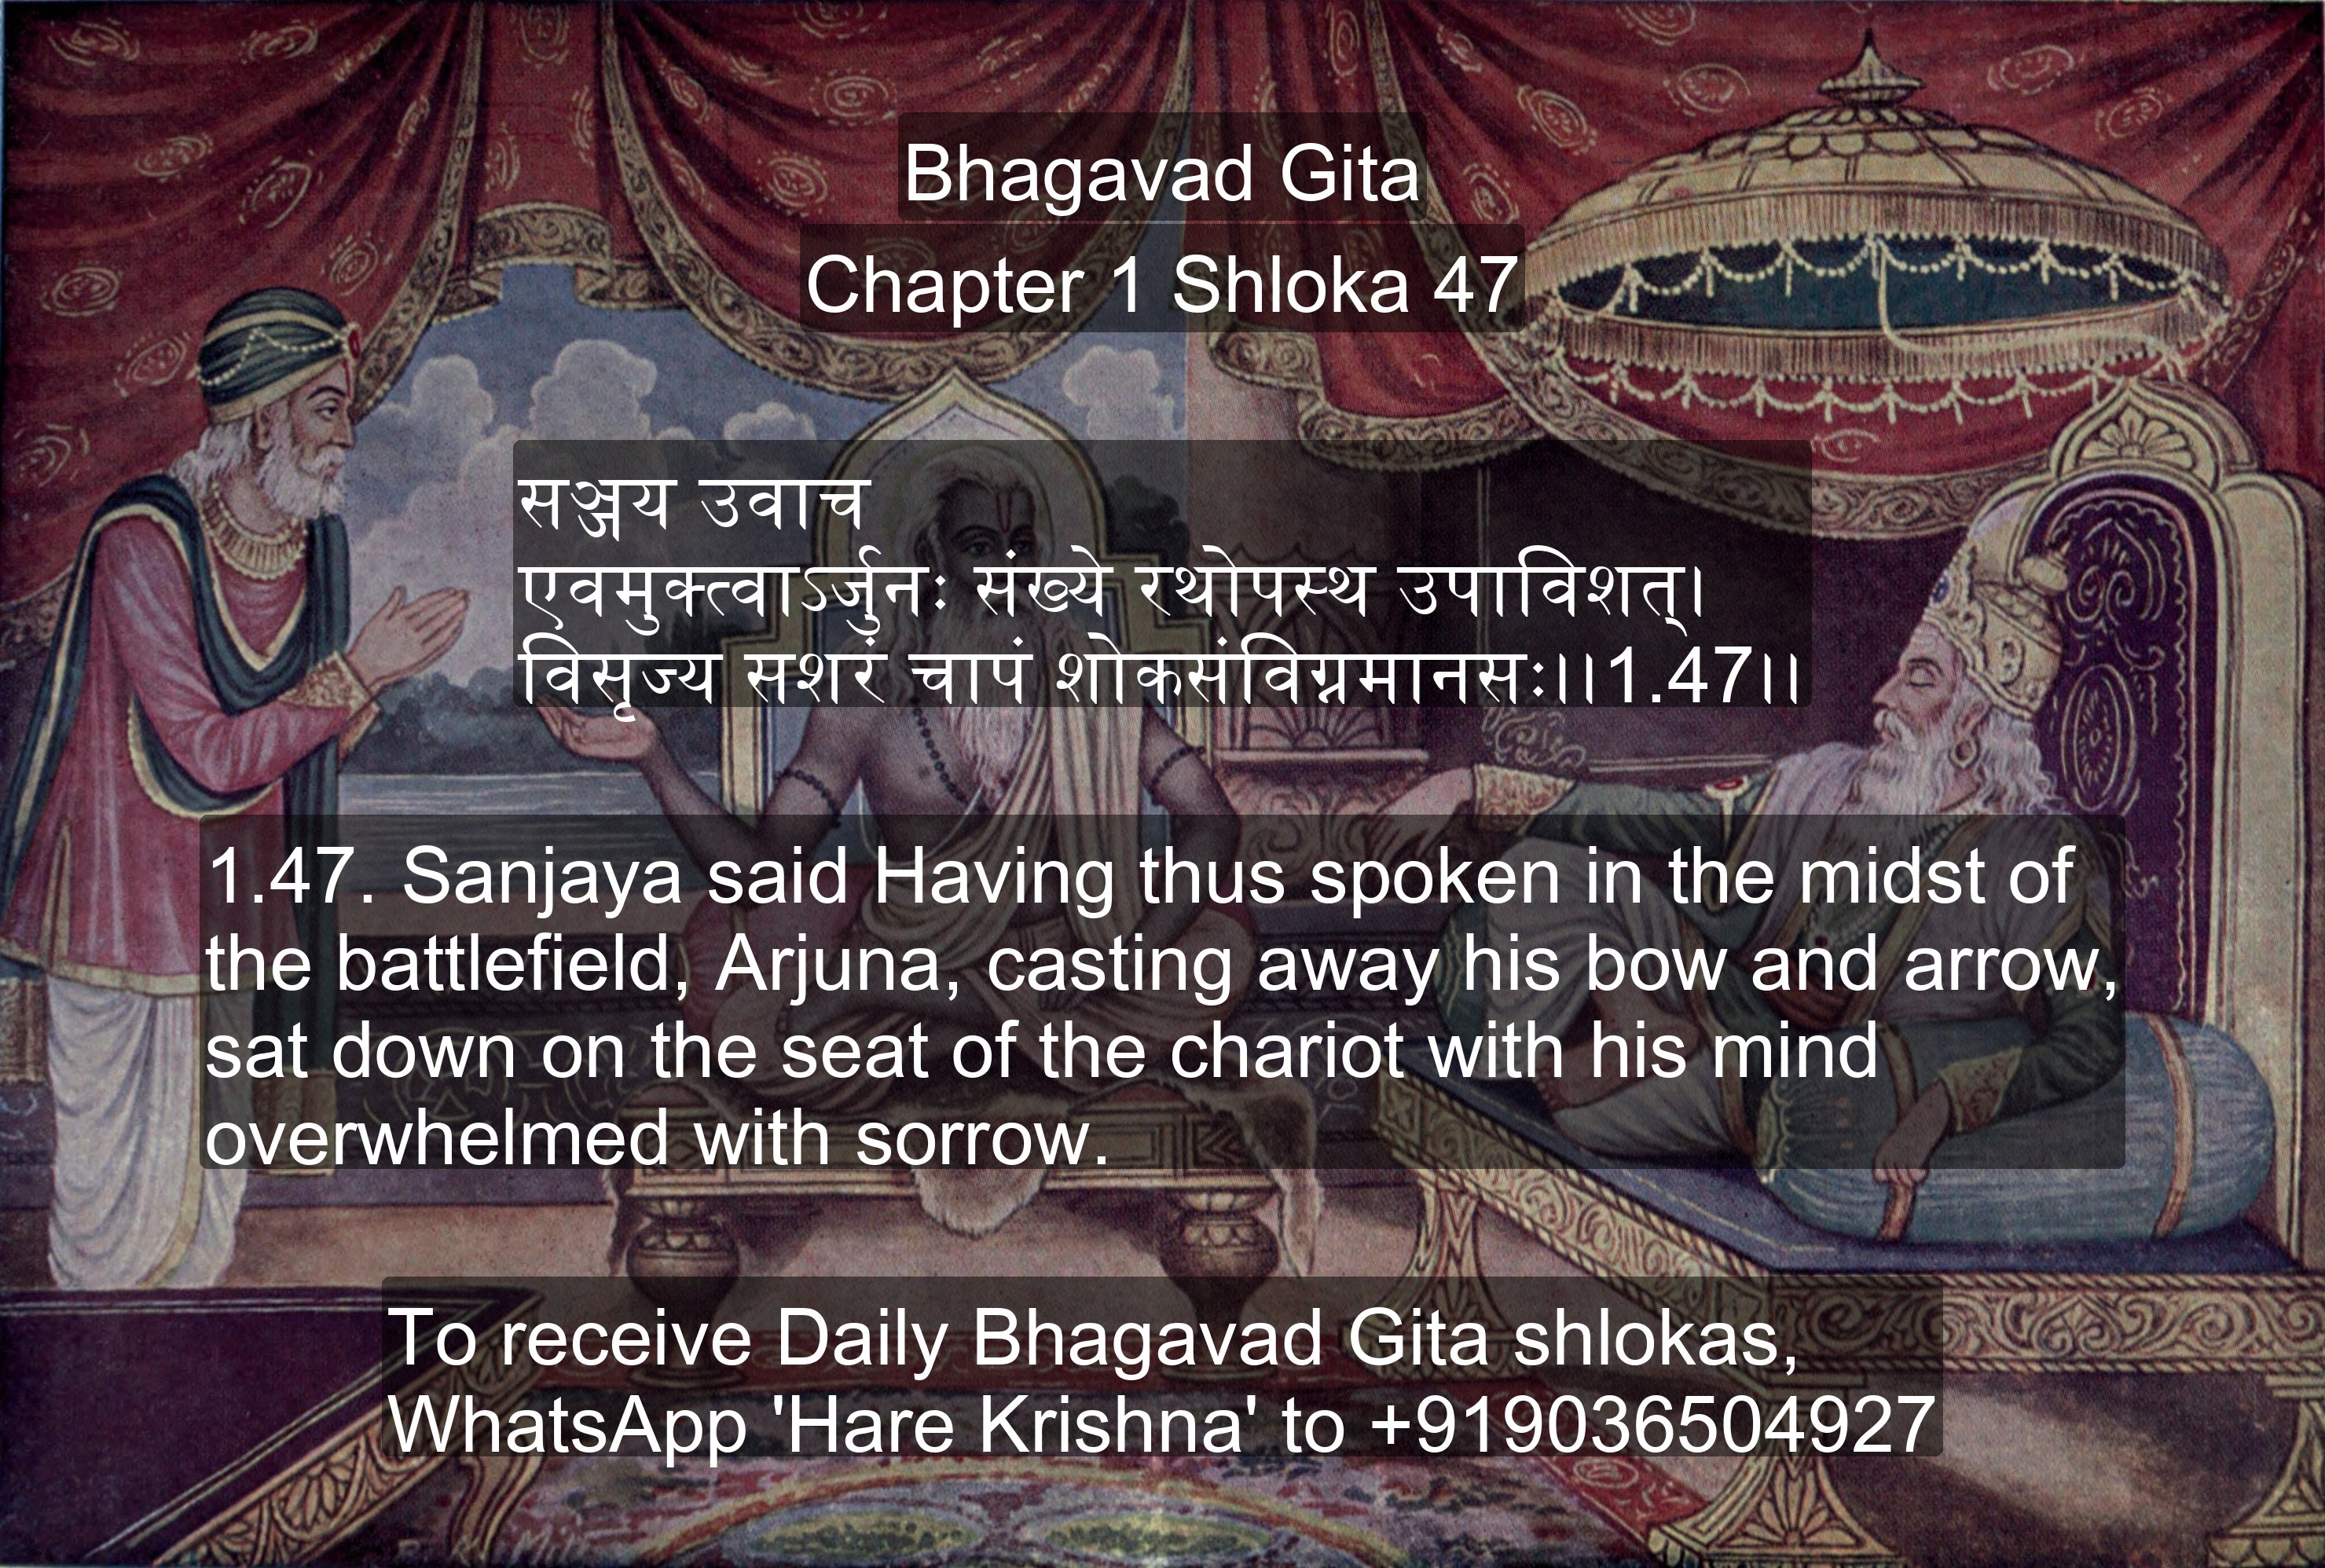 Bhagavad Gita
Chapter 1 Shloka 47
सञ्जय उवाच
एवमुक्त्वाऽर्जुनः संख्ये रथोपस्थ उपाविशत्।
विसृज्य सशरं चापं शोकसंविग्नमानसः।।1.47।।
1.47. Sanjaya said Having thus spoken in the midst of
the battlefield, Arjuna, casting away his bow and arrow,
sat down on the seat of the chariot with his mind
overwhelmed with sorrow.
To receive Daily Bhagavad Gita shlokas,
WhatsApp 'Hare Krishna' to +919036504927